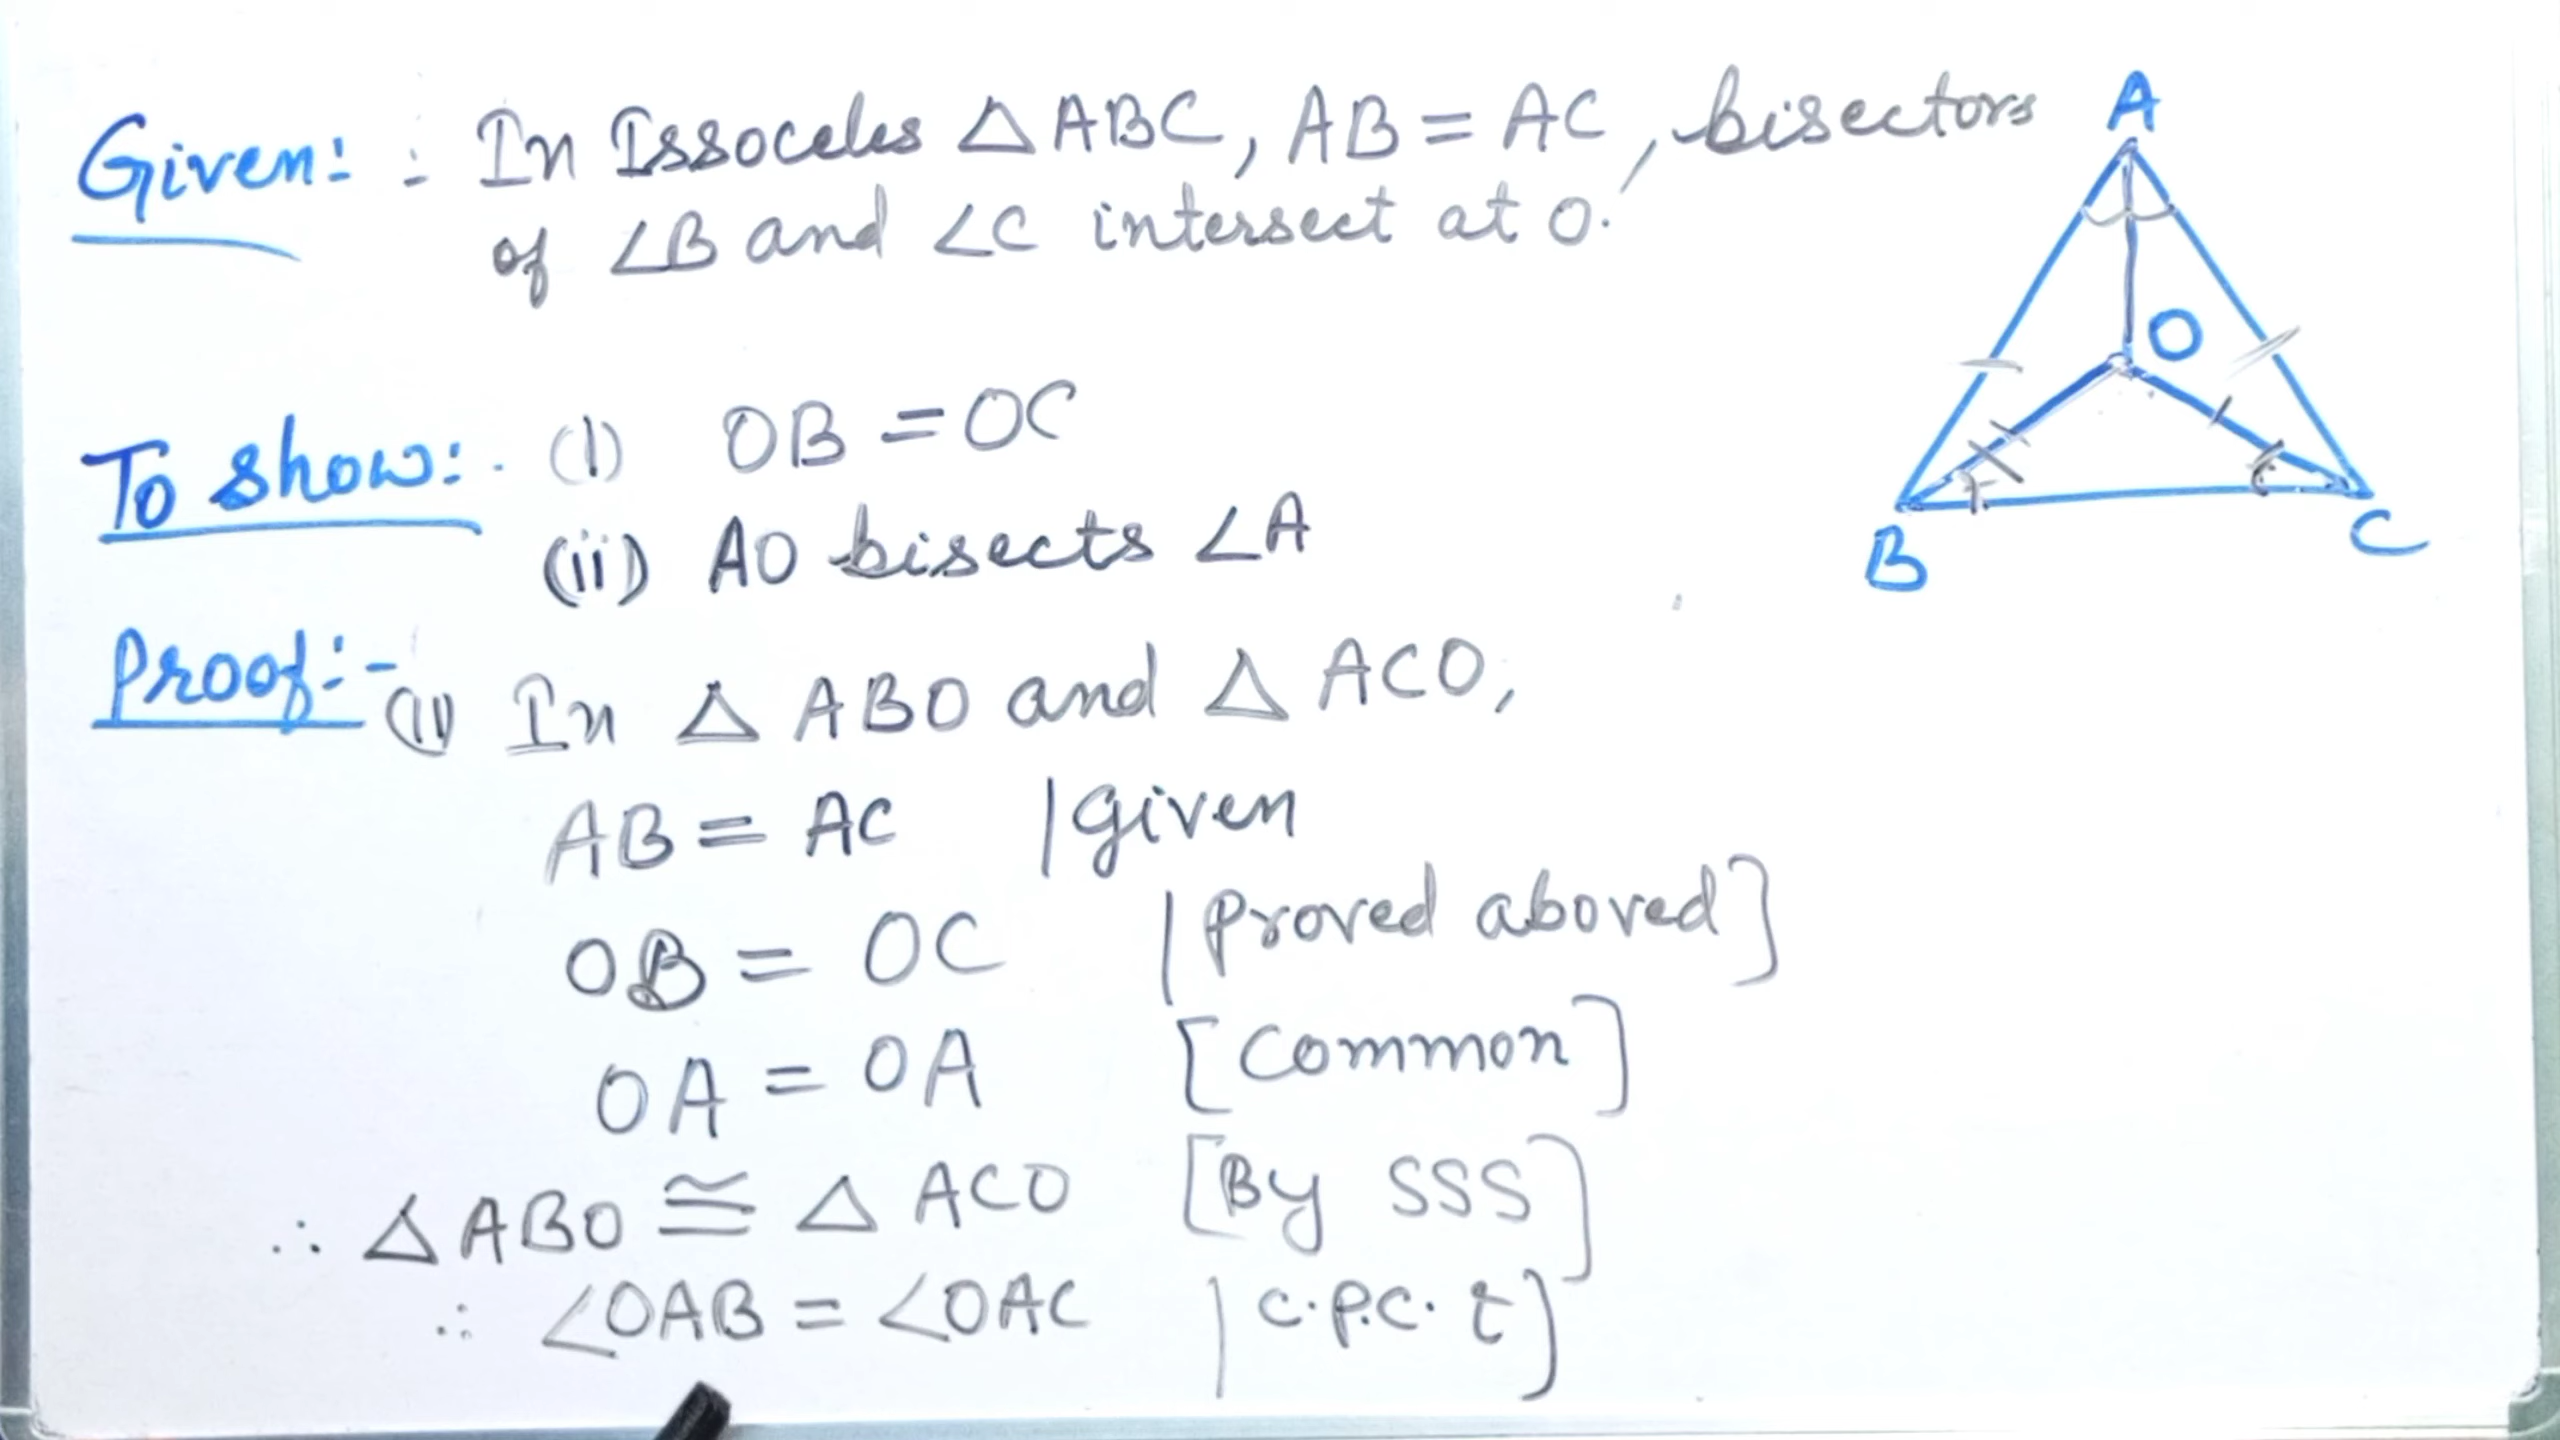 Given:- : In Issoceles △ABC, AB = AC, bisectors
of ∠B and ∠C intersect at O.
A
O
B
C
To show:- (i) OB = OC
(ii) AO bisects ∠A
Proof:- (ii) In △ ABO and △ ACO,
AB = AC | given
OB = OC | Proved aboved]
OA = OA [Common]
∴ △ABO ≅ △ ACO [By SSS]
∴ ∠OAB = ∠OAC | C.P.C.t]